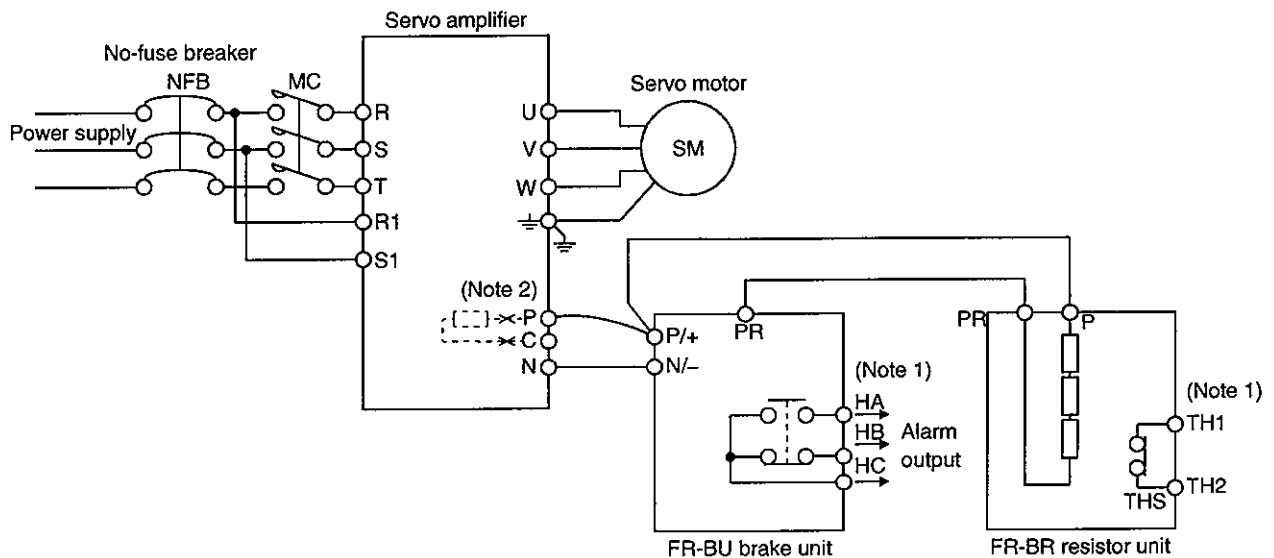 Servo amplifier
No-fuse breaker
NFB
MC
Power supply
R
S
T
R1
S1
U
V
W
Servo motor
SM
(Note 2)
P
C
N
P/+
N/–
PR
(Note 1)
HA
HB
HC
Alarm
output
FR-BU brake unit
PR
P
(Note 1)
TH1
TH2
THS
FR-BR resistor unit